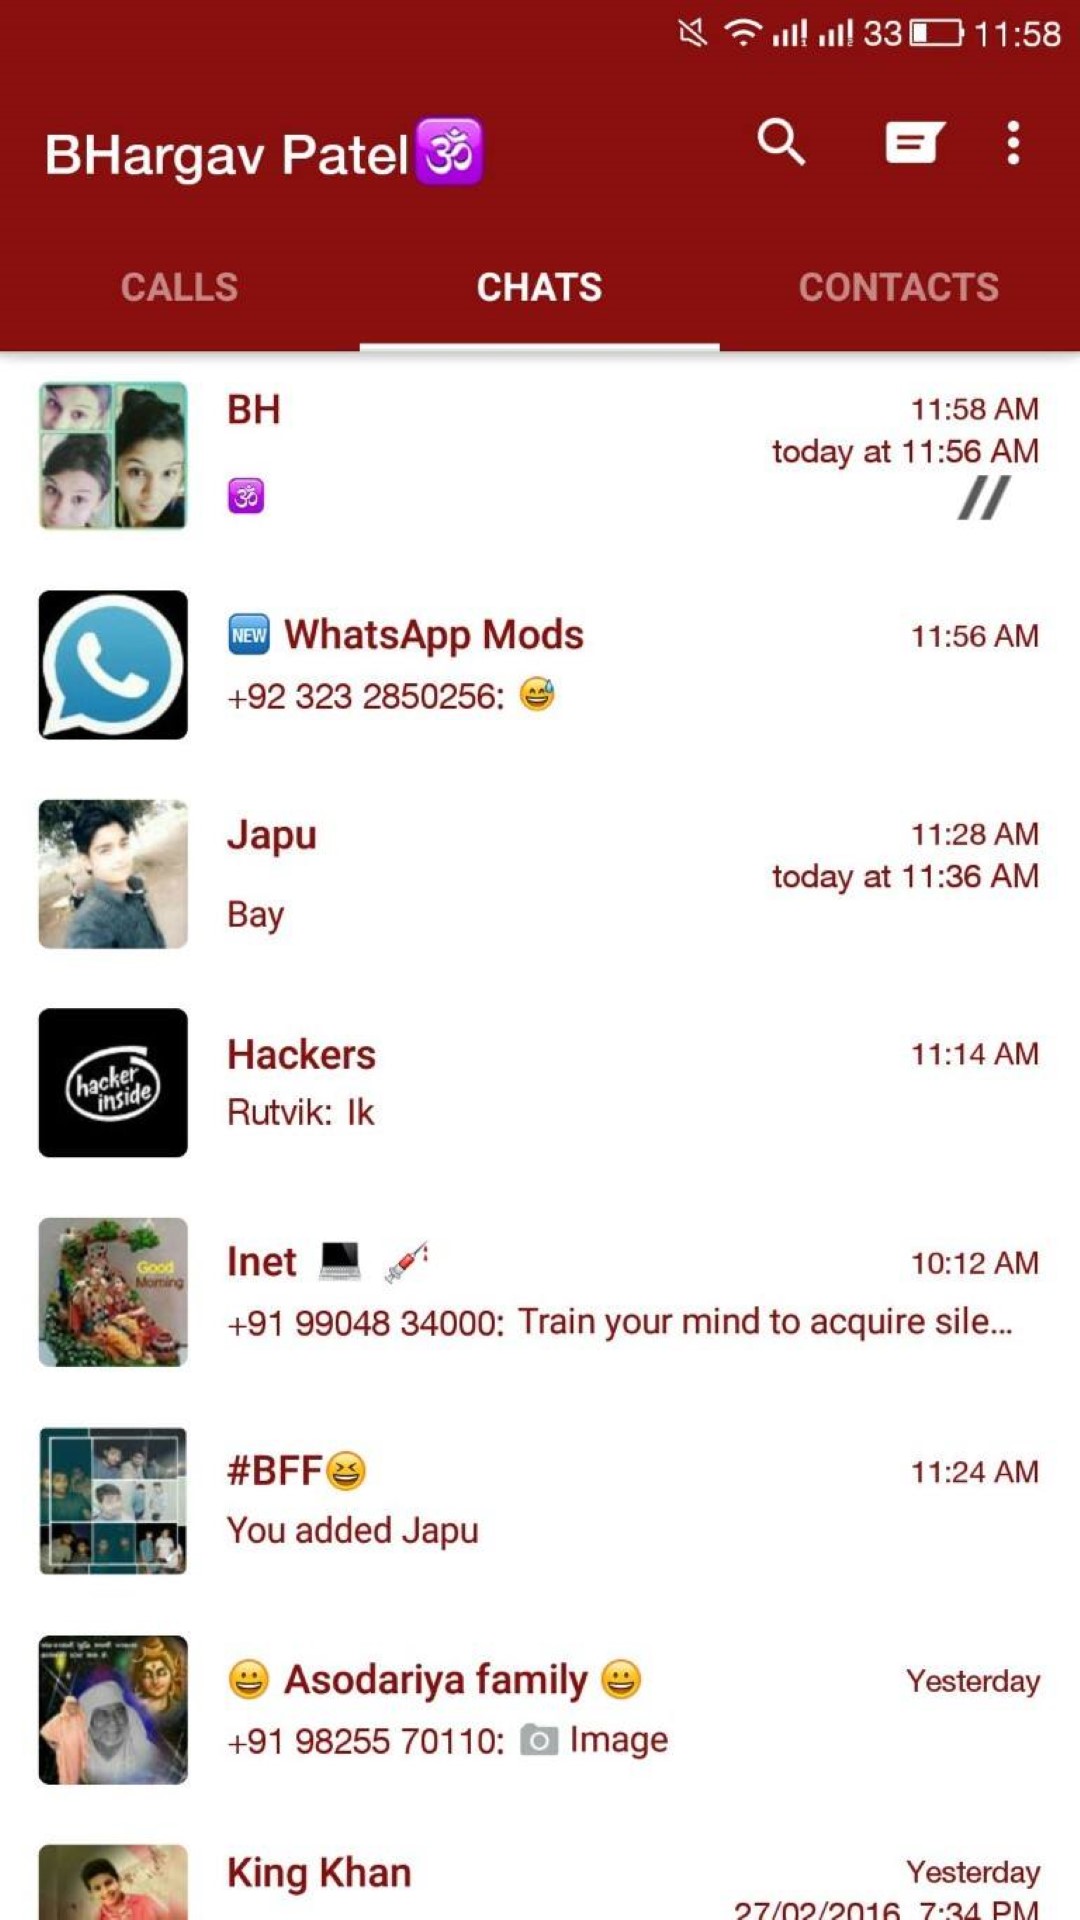 33 11:58
BHargav Patel🕉
CALLS CHATS CONTACTS
BH 11:58 AM
today at 11:56 AM
🕉
🆕 WhatsApp Mods 11:56 AM
+92 323 2850256: 😅
Japu 11:28 AM
today at 11:36 AM
Bay
hacker
inside
Hackers 11:14 AM
Rutvik: Ik
Good
Morning
Inet 💻 💉 10:12 AM
+91 99048 34000: Train your mind to acquire sile...
#BFF😆 11:24 AM
You added Japu
😀 Asodariya family 😀 Yesterday
+91 98255 70110: 📷 Image
King Khan Yesterday
27/02/2016, 7:34 PM